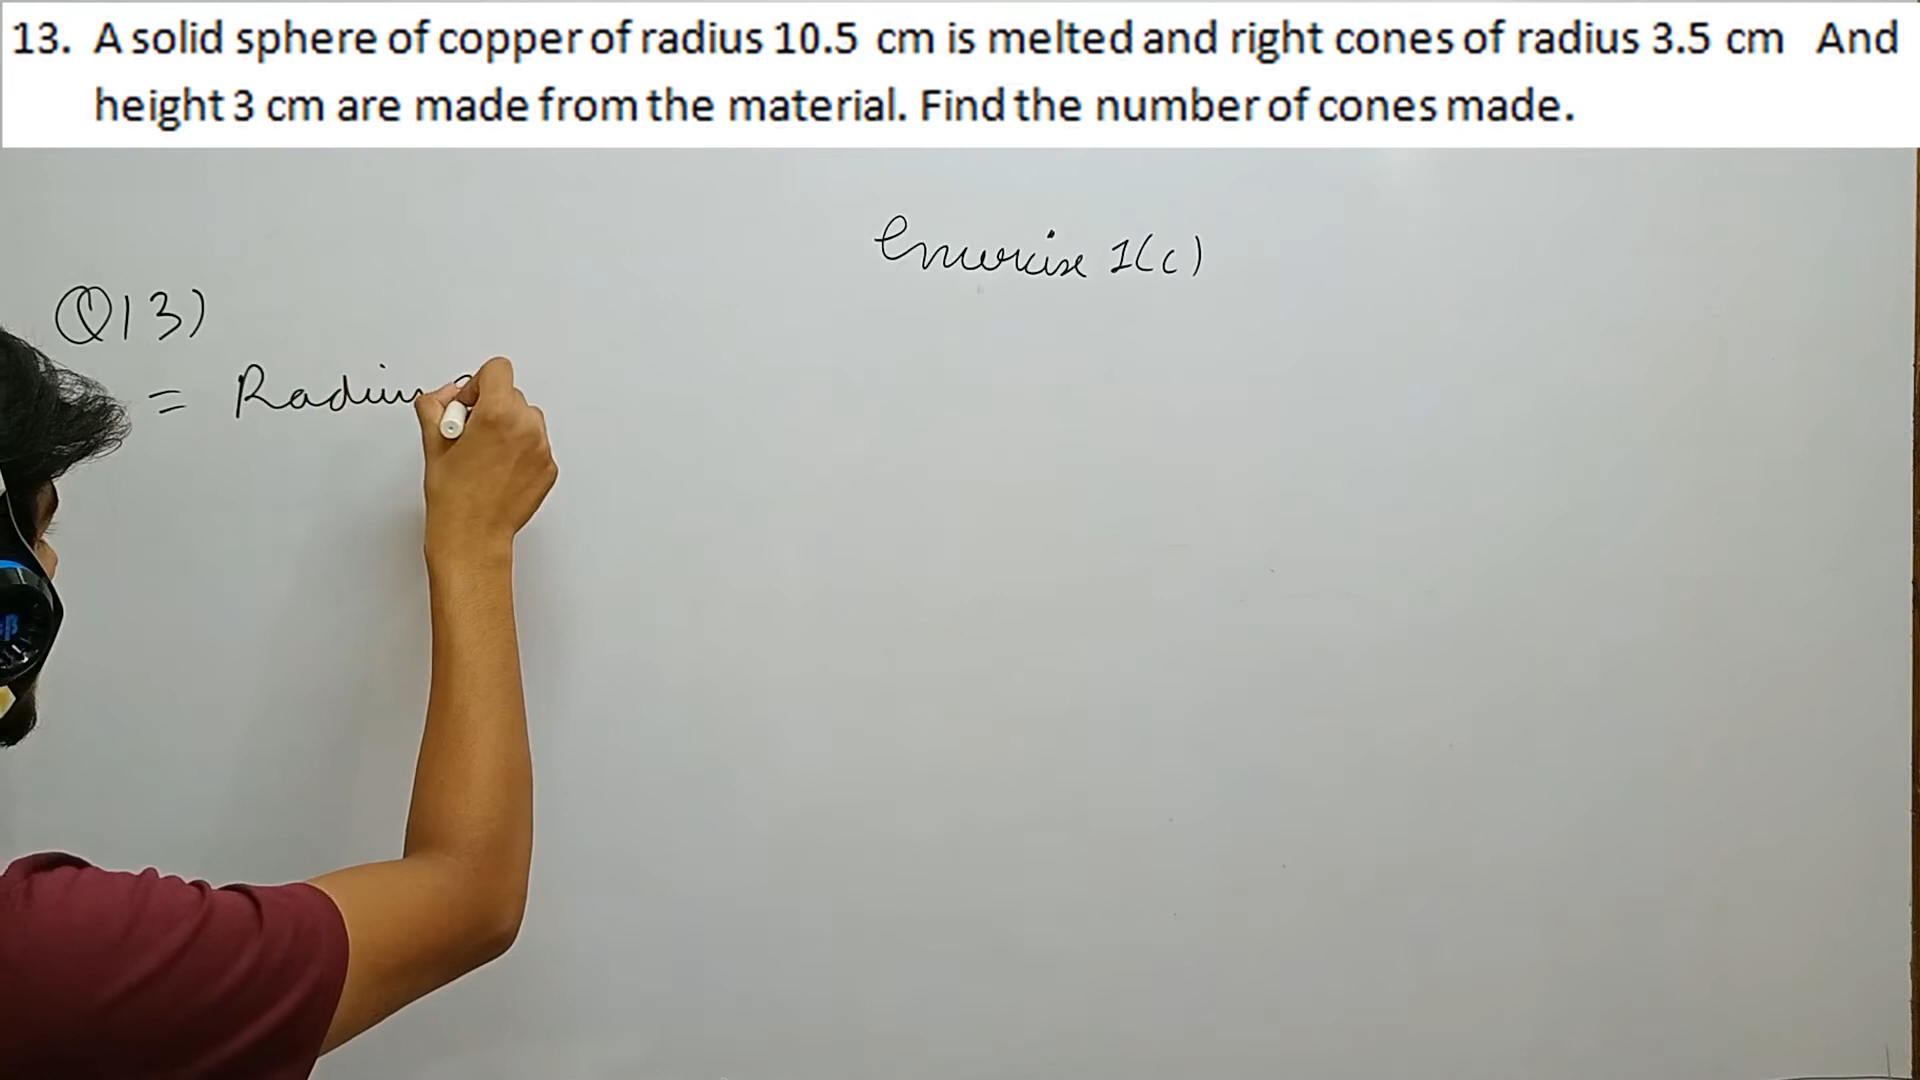 13. A solid sphere of copper of radius 10.5 cm is melted and right cones of radius 3.5 cm And
height 3 cm are made from the material. Find the number of cones made.
Exercise 1(c)
Q13)
= Radius